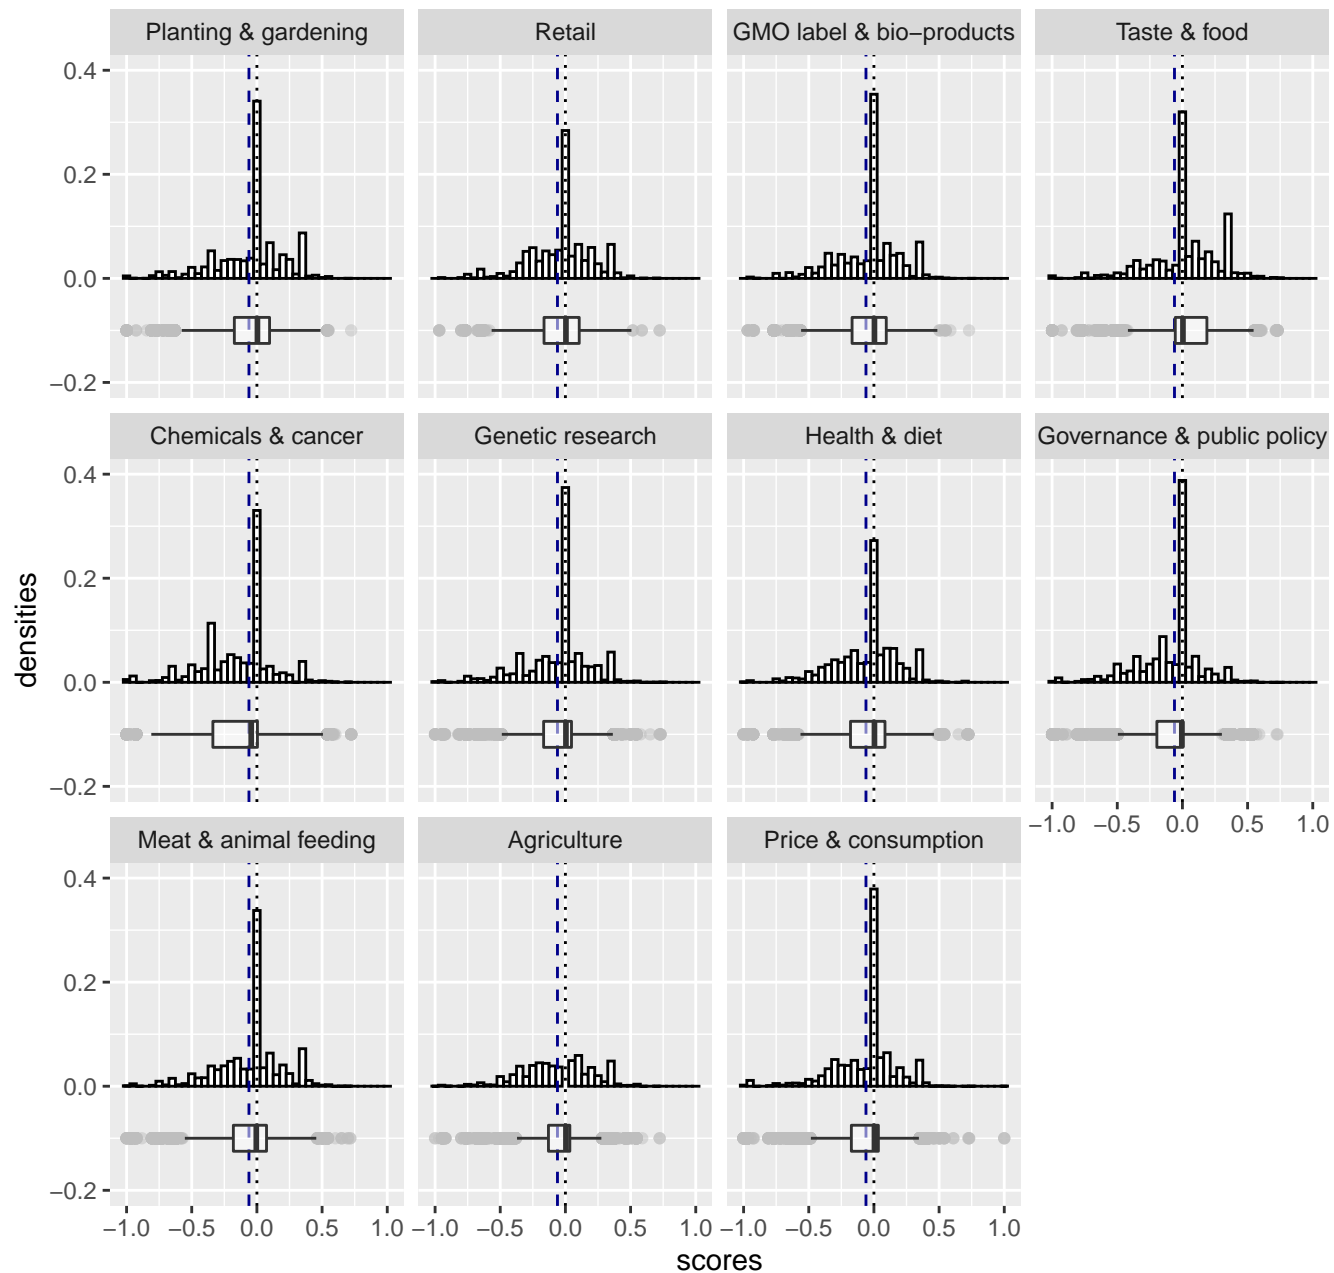 Planting & gardening Retail GMO label & bio−products Taste & food
0.4
0.2
0.0
−0.2
Chemicals & cancer Genetic research Health & diet Governance & public policy
0.4
0.2
0.0
−0.2
densities
−1.0 −0.5 0.0 0.5 1.0
Meat & animal feeding Agriculture Price & consumption
0.4
0.2
0.0
−0.2
−1.0 −0.5 0.0 0.5 1.0 −1.0 −0.5 0.0 0.5 1.0 −1.0 −0.5 0.0 0.5 1.0
scores